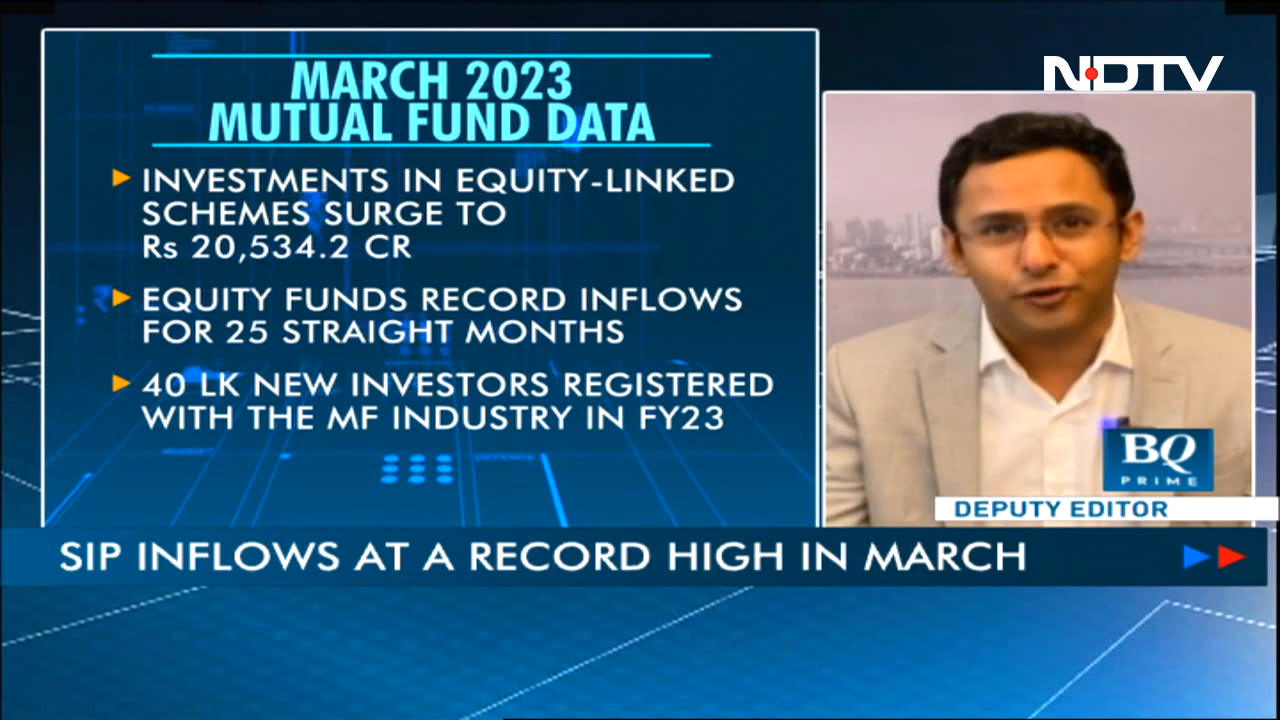 MARCH 2023
MUTUAL FUND DATA
INVESTMENTS IN EQUITY-LINKED
SCHEMES SURGE TO
Rs 20,534.2 CR
EQUITY FUNDS RECORD INFLOWS
FOR 25 STRAIGHT MONTHS
40 LK NEW INVESTORS REGISTERED
WITH THE MF INDUSTRY IN FY23
NDTV
BQ
PRIME
DEPUTY EDITOR
SIP INFLOWS AT A RECORD HIGH IN MARCH